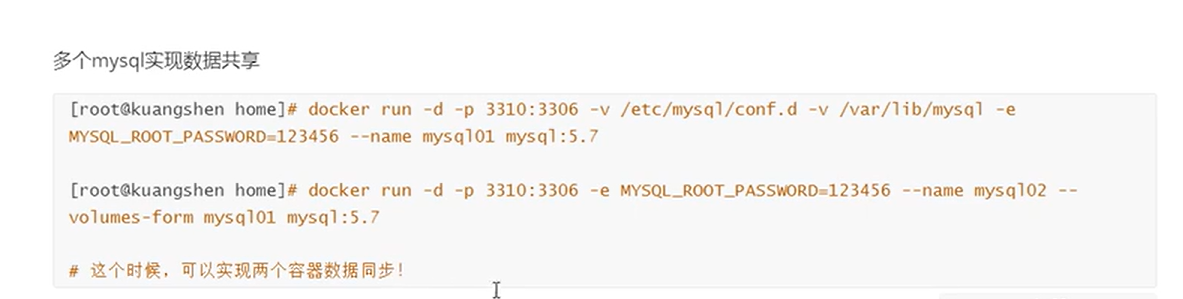 多个mysql实现数据共享
[root@kuangshen home]# docker run -d -p 3310:3306 -v /etc/mysql/conf.d -v /var/lib/mysql -e
MYSQL_ROOT_PASSWORD=123456 --name mysql01 mysql:5.7
[root@kuangshen home]# docker run -d -p 3310:3306 -e MYSQL_ROOT_PASSWORD=123456 --name mysql02 --
volumes-form mysql01 mysql:5.7
# 这个时候，可以实现两个容器数据同步！